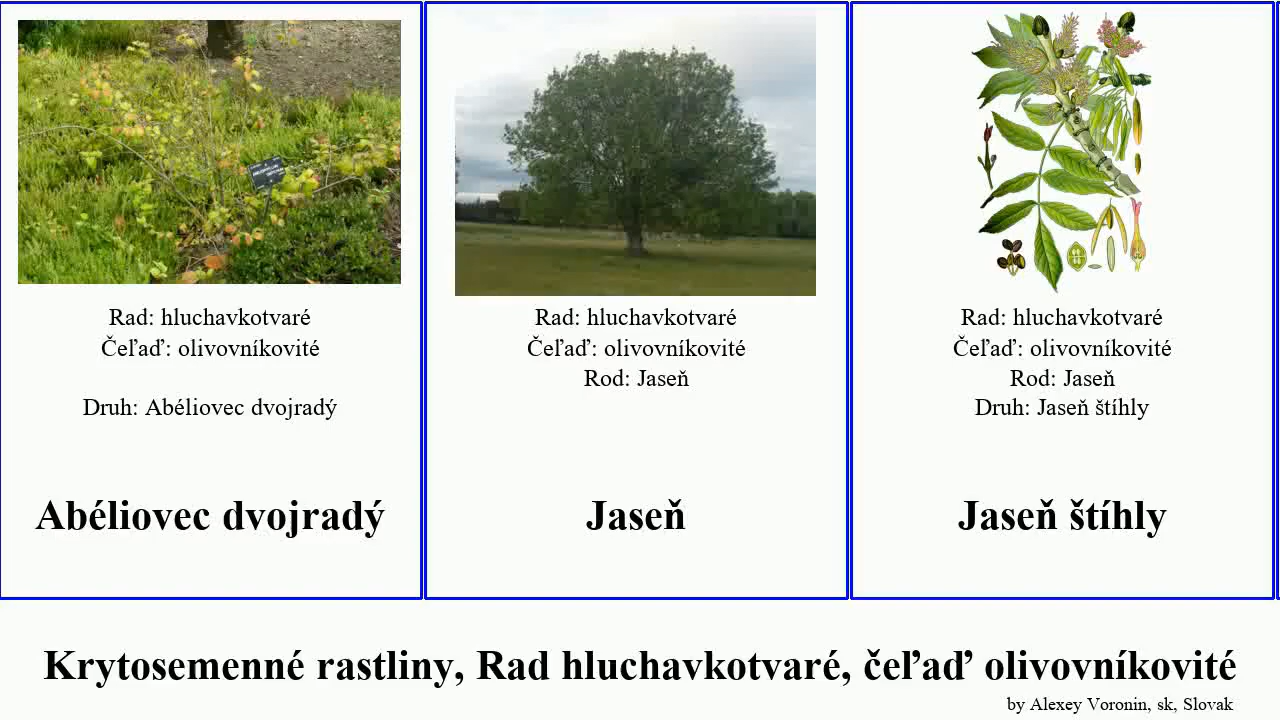 Rad: hluchavkotvaré
Čeľaď: olivovníkovité
Druh: Abéliovec dvojradý
Abéliovec dvojradý
Rad: hluchavkotvaré
Čeľaď: olivovníkovité
Rod: Jaseň
Jaseň
Rad: hluchavkotvaré
Čeľaď: olivovníkovité
Rod: Jaseň
Druh: Jaseň štíhly
Jaseň štíhly
Krytosemenné rastliny, Rad hluchavkotvaré, čeľaď olivovníkovité
by Alexey Voronin, sk, Slovak